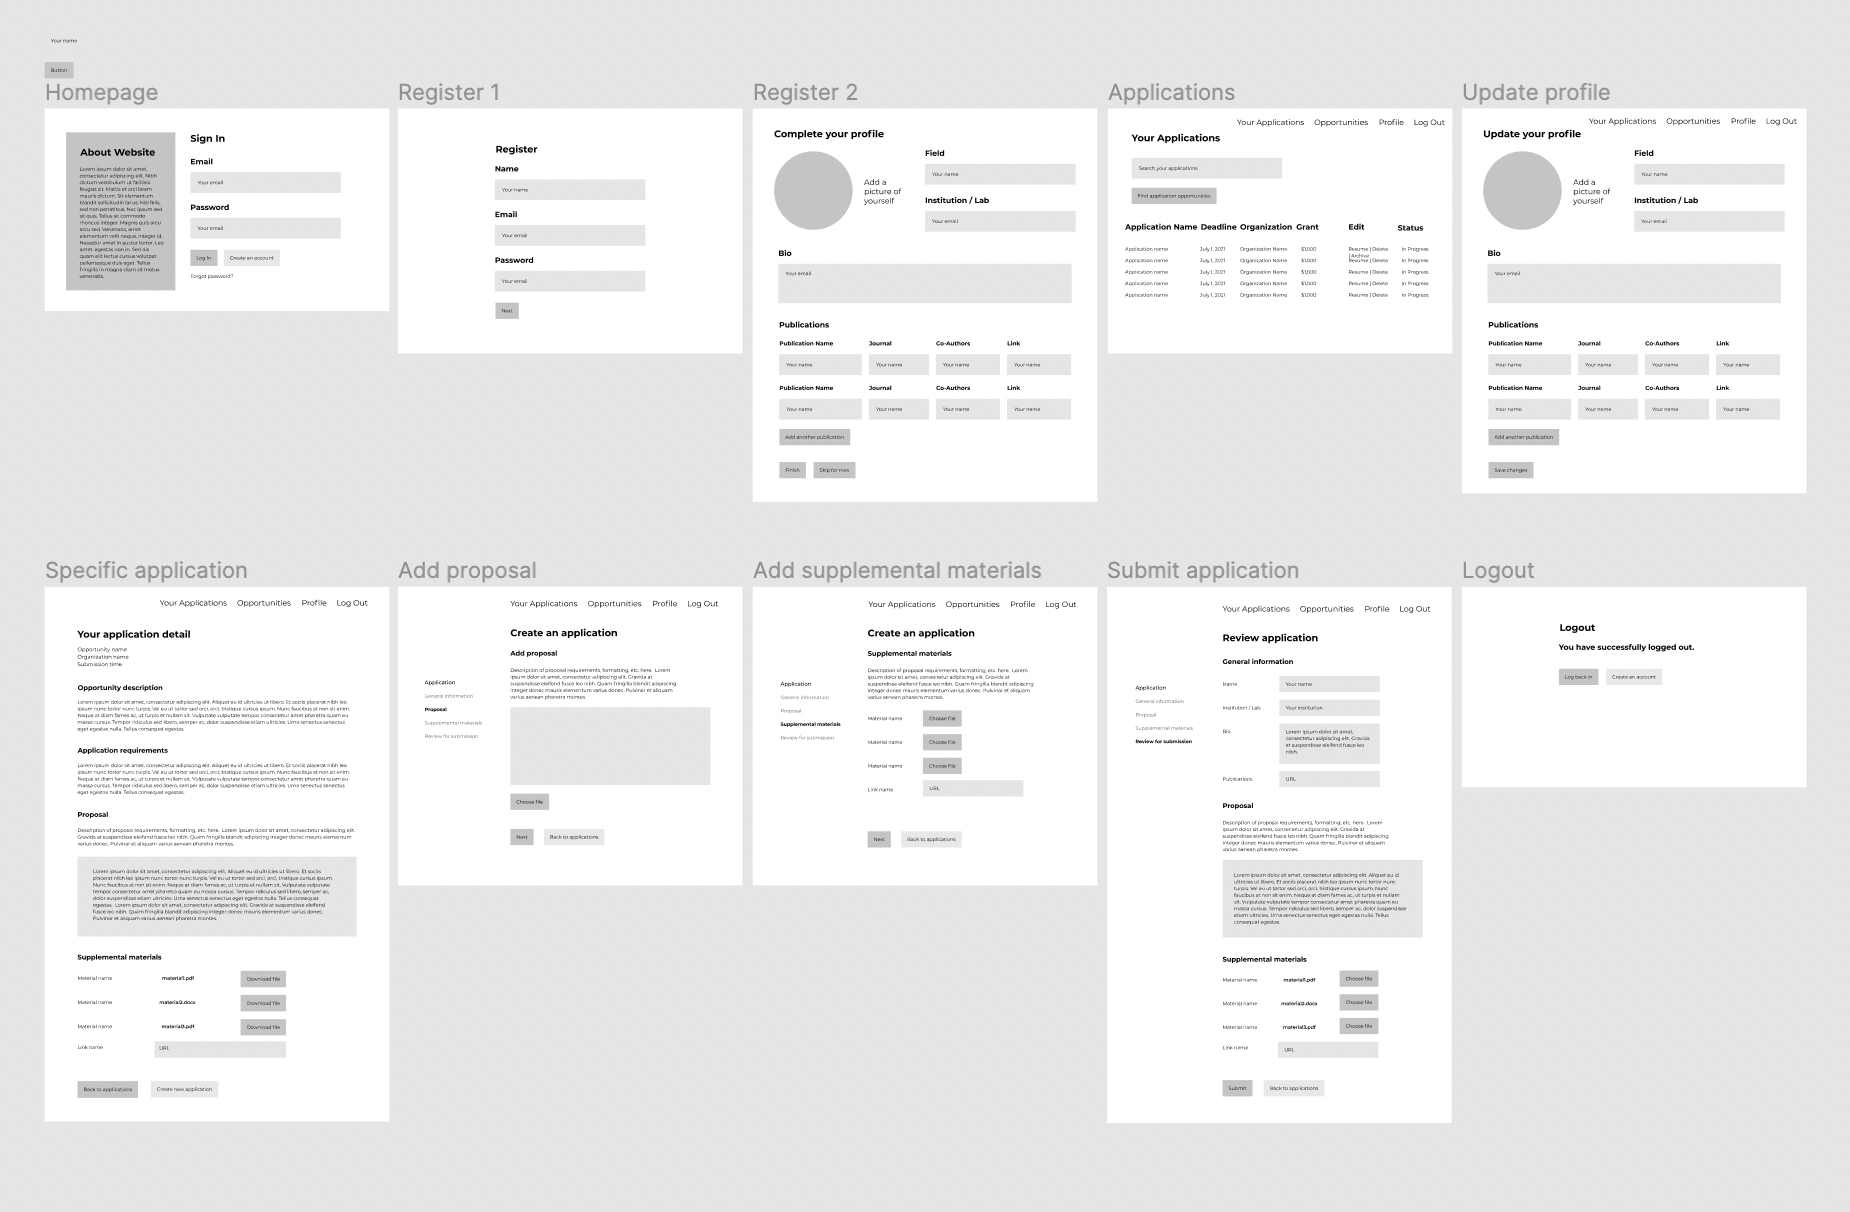 Your name
Button
Homepage
About Website
Lorem ipsum dolor sit amet,
consectetur adipiscing elit. Nibh
dictum vestibulum ut facilisis
feugiat sit. Mattis et orci lorem
mauris dictum. Sit elementum
blandit sollicitudin lacus. Nisl felis,
sed non penatibus. Nec ipsum sed
sit quis. Tellus sit commodo
rhoncus integer. Magnis quis arcu
arcu sed. Venenatis, amet
elementum velit neque, integer id.
Nascetur amet in auctor tortor. Leo
amet, egestas non in. Sed dis
quam elit lectus cursus volutpat
pellentesque duis eget. Tellus
fringilla in magna diam sit metus
venenatis.
Sign In
Email
Your email
Password
Your email
Log In
Create an account
Forgot password?
Register 1
Register
Name
Your name
Email
Your email
Password
Your email
Next
Register 2
Complete your profile
Add a
picture of
yourself
Field
Your name
Institution / Lab
Your email
Bio
Your email
Publications
Publication Name Journal Co-Authors Link
Your name Your name Your name Your name
Publication Name Journal Co-Authors Link
Your name Your name Your name Your name
Add another publication
Finish
Skip for now
Applications
Your Applications Opportunities Profile Log Out
Your Applications
Search your applications
Find application opportunities
Application Name Deadline Organization Grant Edit Status
Application name July 1, 2021 Organization Name $1,000 Resume | Delete | Archive In Progress
Application name July 1, 2021 Organization Name $1,000 Resume | Delete In Progress
Application name July 1, 2021 Organization Name $1,000 Resume | Delete In Progress
Application name July 1, 2021 Organization Name $1,000 Resume | Delete In Progress
Application name July 1, 2021 Organization Name $1,000 Resume | Delete In Progress
Update profile
Your Applications Opportunities Profile Log Out
Update your profile
Add a
picture of
yourself
Field
Your name
Institution / Lab
Your email
Bio
Your email
Publications
Publication Name Journal Co-Authors Link
Your name Your name Your name Your name
Publication Name Journal Co-Authors Link
Your name Your name Your name Your name
Add another publication
Save changes
Specific application
Your Applications Opportunities Profile Log Out
Your application detail
Opportunity name
Organization name
Submission time
Opportunity description
Lorem ipsum dolor sit amet, consectetur adipiscing elit. Aliquet eu id ultricies ut libero. Et sociis placerat nibh leo
ipsum nunc tortor nunc turpis. Vel eu ut tortor sed orci, orci, tristique cursus ipsum. Nunc faucibus at non sit enim.
Neque at diam fames ac, ut turpis et nullam sit. Vulputate vulputate tempor consectetur amet pharetra quam eu
massa cursus. Tempor ridiculus sed libero, semper ac, dolor suspendisse etiam ultricies. Urna senectus senectus
eget egestas nulla. Tellus consequat egestas.
Application requirements
Lorem ipsum dolor sit amet, consectetur adipiscing elit. Aliquet eu id ultricies ut libero. Et sociis placerat nibh leo
ipsum nunc tortor nunc turpis. Vel eu ut tortor sed orci, orci, tristique cursus ipsum. Nunc faucibus at non sit enim.
Neque at diam fames ac, ut turpis et nullam sit. Vulputate vulputate tempor consectetur amet pharetra quam eu
massa cursus. Tempor ridiculus sed libero, semper ac, dolor suspendisse etiam ultricies. Urna senectus senectus
eget egestas nulla. Tellus consequat egestas.
Proposal
Description of proposal requirements, formatting, etc. here. Lorem ipsum dolor sit amet, consectetur adipiscing elit.
Gravida at suspendisse eleifend fusce leo nibh. Quam fringilla blandit adipiscing integer donec mauris elementum
varius donec. Pulvinar et aliquam varius aenean pharetra montes.
Lorem ipsum dolor sit amet, consectetur adipiscing elit. Aliquet eu id ultricies ut libero. Et sociis
placerat nibh leo ipsum nunc tortor nunc turpis. Vel eu ut tortor sed orci, orci, tristique cursus ipsum.
Nunc faucibus at non sit enim. Neque at diam fames ac, ut turpis et nullam sit. Vulputate vulputate
tempor consectetur amet pharetra quam eu massa cursus. Tempor ridiculus sed libero, semper ac,
dolor suspendisse etiam ultricies. Urna senectus senectus eget egestas nulla. Tellus consequat
egestas. Lorem ipsum dolor sit amet, consectetur adipiscing elit. Gravida at suspendisse eleifend
fusce leo nibh. Quam fringilla blandit adipiscing integer donec mauris elementum varius donec.
Pulvinar et aliquam varius aenean pharetra montes.
Supplemental materials
Material name material1.pdf Download file
Material name material2.docx Download file
Material name material3.pdf Download file
Link name URL
Back to applications
Create new application
Add proposal
Your Applications Opportunities Profile Log Out
Application
General information
Proposal
Supplemental materials
Review for submission
Create an application
Add proposal
Description of proposal requirements, formatting, etc. here. Lorem
ipsum dolor sit amet, consectetur adipiscing elit. Gravida at
suspendisse eleifend fusce leo nibh. Quam fringilla blandit adipiscing
integer donec mauris elementum varius donec. Pulvinar et aliquam
varius aenean pharetra montes.
Choose file
Next
Back to applications
Add supplemental materials
Your Applications Opportunities Profile Log Out
Application
General information
Proposal
Supplemental materials
Review for submission
Create an application
Supplemental materials
Description of proposal requirements, formatting, etc. here. Lorem
ipsum dolor sit amet, consectetur adipiscing elit. Gravida at
suspendisse eleifend fusce leo nibh. Quam fringilla blandit adipiscing
integer donec mauris elementum varius donec. Pulvinar et aliquam
varius aenean pharetra montes.
Material name Choose file
Material name Choose file
Material name Choose file
Link name URL
Next
Back to applications
Submit application
Your Applications Opportunities Profile Log Out
Application
General information
Proposal
Supplemental materials
Review for submission
Review application
General information
Name Your name
Institution / Lab Your institution
Bio
Lorem ipsum dolor sit amet,
consectetur adipiscing elit. Gravida
at suspendisse eleifend fusce leo
nibh.
Publications URL
Proposal
Description of proposal requirements, formatting, etc. here. Lorem
ipsum dolor sit amet, consectetur adipiscing elit. Gravida at
suspendisse eleifend fusce leo nibh. Quam fringilla blandit adipiscing
integer donec mauris elementum varius donec. Pulvinar et aliquam
varius aenean pharetra montes.
Lorem ipsum dolor sit amet, consectetur adipiscing elit. Aliquet eu id
ultricies ut libero. Et sociis placerat nibh leo ipsum nunc tortor nunc
turpis. Vel eu ut tortor sed orci, orci, tristique cursus ipsum. Nunc
faucibus at non sit enim. Neque at diam fames ac, ut turpis et nullam
sit. Vulputate vulputate tempor consectetur amet pharetra quam eu
massa cursus. Tempor ridiculus sed libero, semper ac, dolor suspendisse
etiam ultricies. Urna senectus senectus eget egestas nulla. Tellus
consequat egestas.
Supplemental materials
Material name material1.pdf Choose file
Material name material2.docx Choose file
Material name material3.pdf Choose file
Link name URL
Submit
Back to applications
Logout
Logout
You have successfully logged out.
Log back in
Create an account